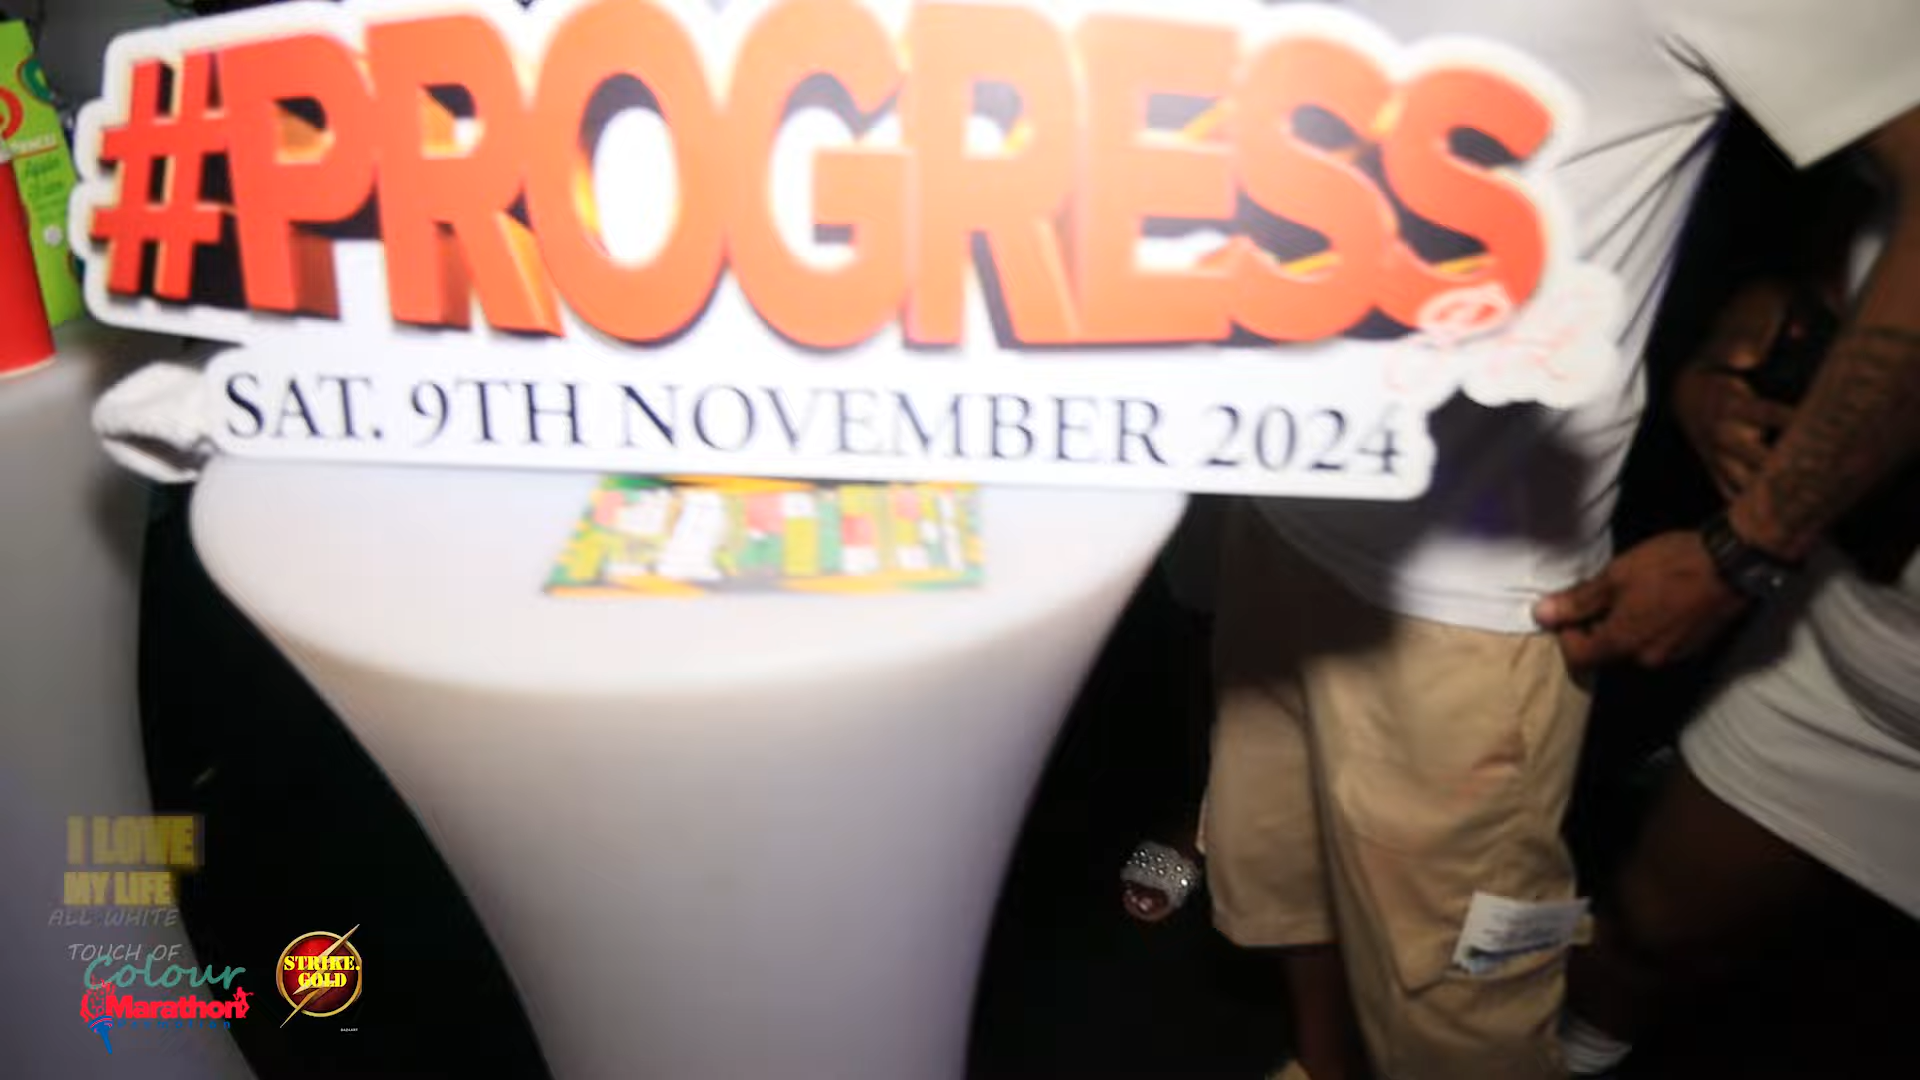 #PROGRESS
SAT. 9TH NOVEMBER 2024
I LOVE
MY LIFE
ALL WHITE
TOUCH OF
Colour
Marathon
STRIKE.
GOLD